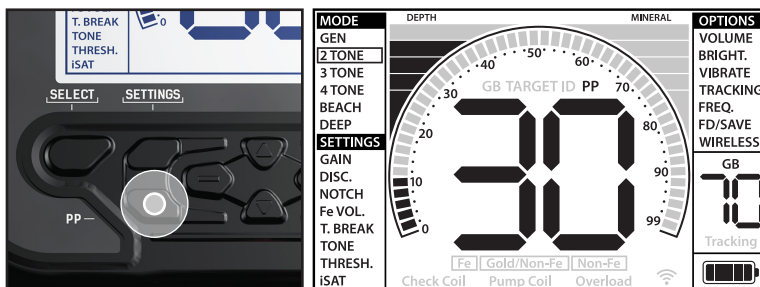 T. BREAK
TONE
THRESH.
iSAT
0
SELECT
SETTINGS
PP
MODE
GEN
2 TONE
3 TONE
4 TONE
BEACH
DEEP
SETTINGS
GAIN
DISC.
NOTCH
Fe VOL.
T. BREAK
TONE
THRESH.
iSAT
DEPTH
MINERAL
0
10
20
30
40
50
60
70
80
90
99
GB TARGET ID PP
30
Fe Gold/Non-Fe Non-Fe
Check Coil Pump Coil Overload
OPTIONS
VOLUME
BRIGHT.
VIBRATE
TRACKING
FREQ.
FD/SAVE
WIRELESS
GB
70
Tracking